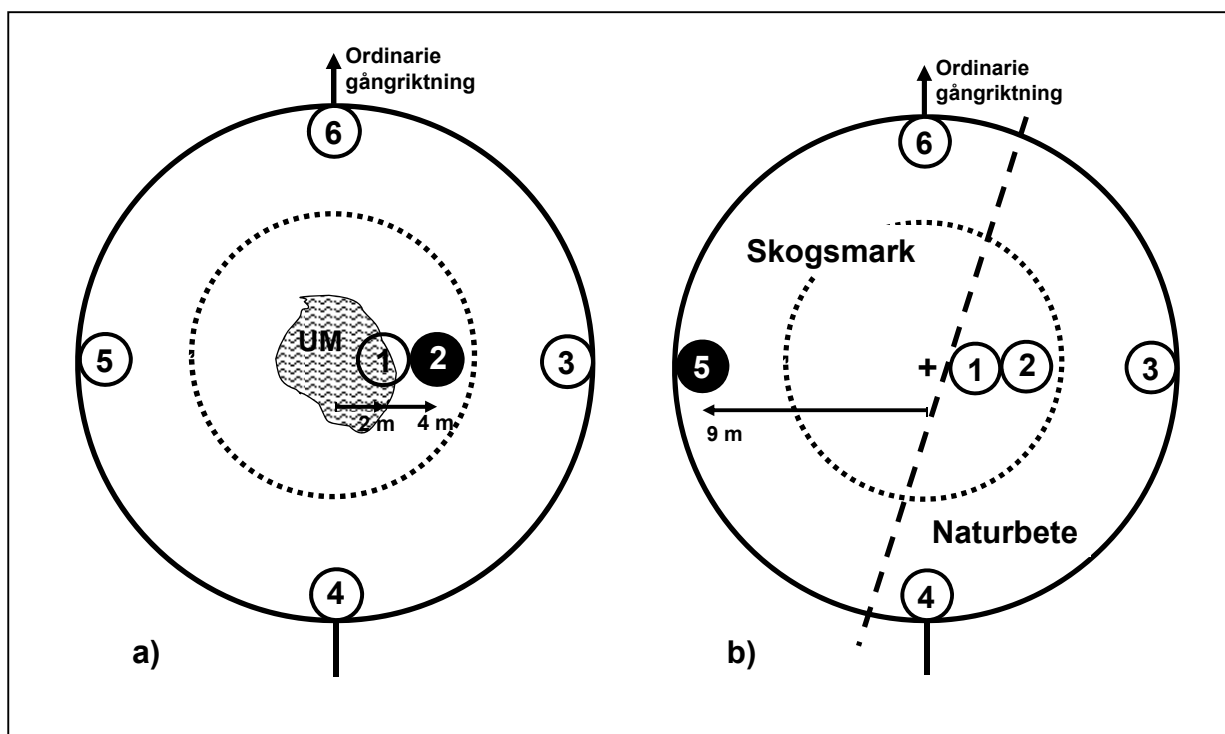 Ordinarie
gångriktning
6
UM
5
1
2
3
2 m
4 m
4
a)
Ordinarie
gångriktning
6
Skogsmark
+
1
2
3
5
9 m
Naturbete
4
b)